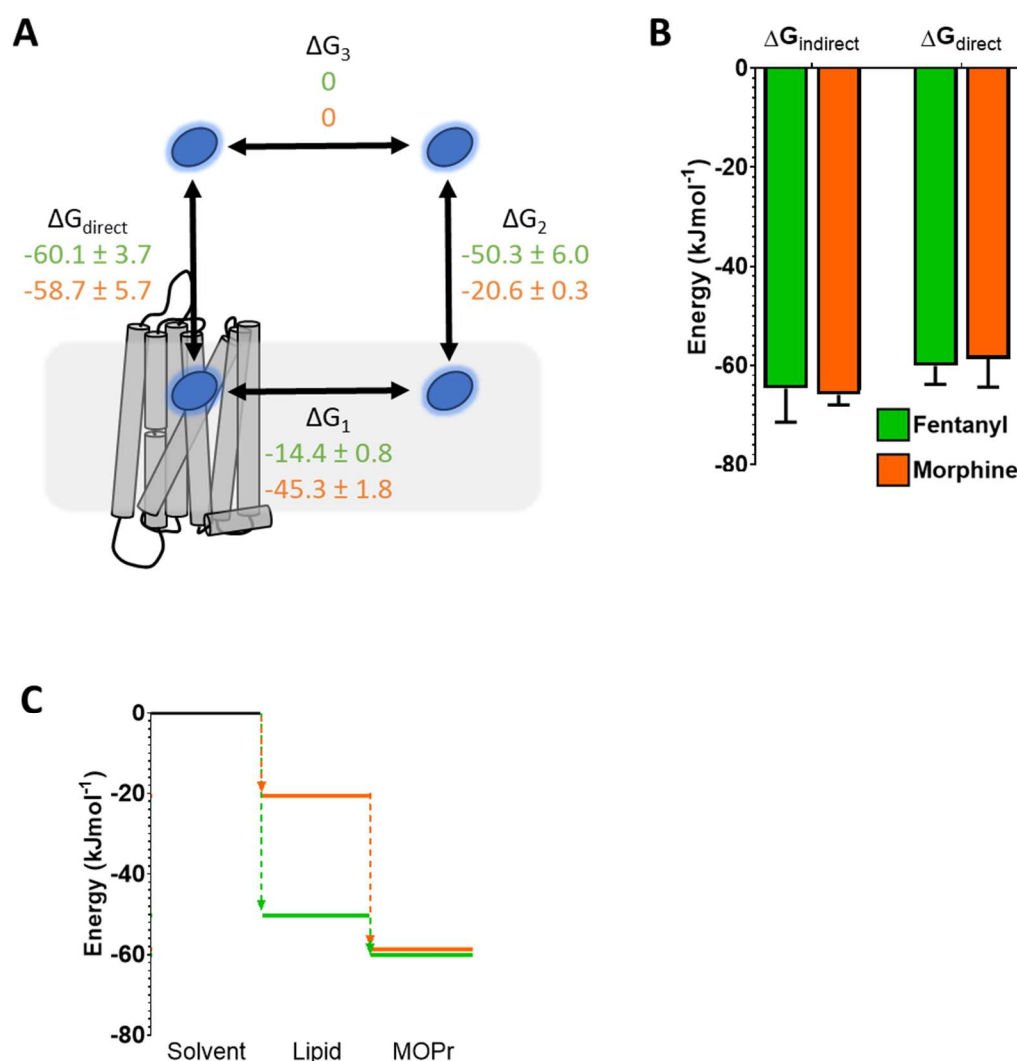 A
ΔG3
0
0
ΔGdirect
-60.1 ± 3.7
-58.7 ± 5.7
ΔG2
-50.3 ± 6.0
-20.6 ± 0.3
ΔG1
-14.4 ± 0.8
-45.3 ± 1.8
B
ΔGindirect ΔGdirect
0
-20
-40
-60
-80
Energy (kJmol-1)
Fentanyl
Morphine
C
0
-20
-40
-60
-80
Energy (kJmol-1)
Solvent Lipid MOPr